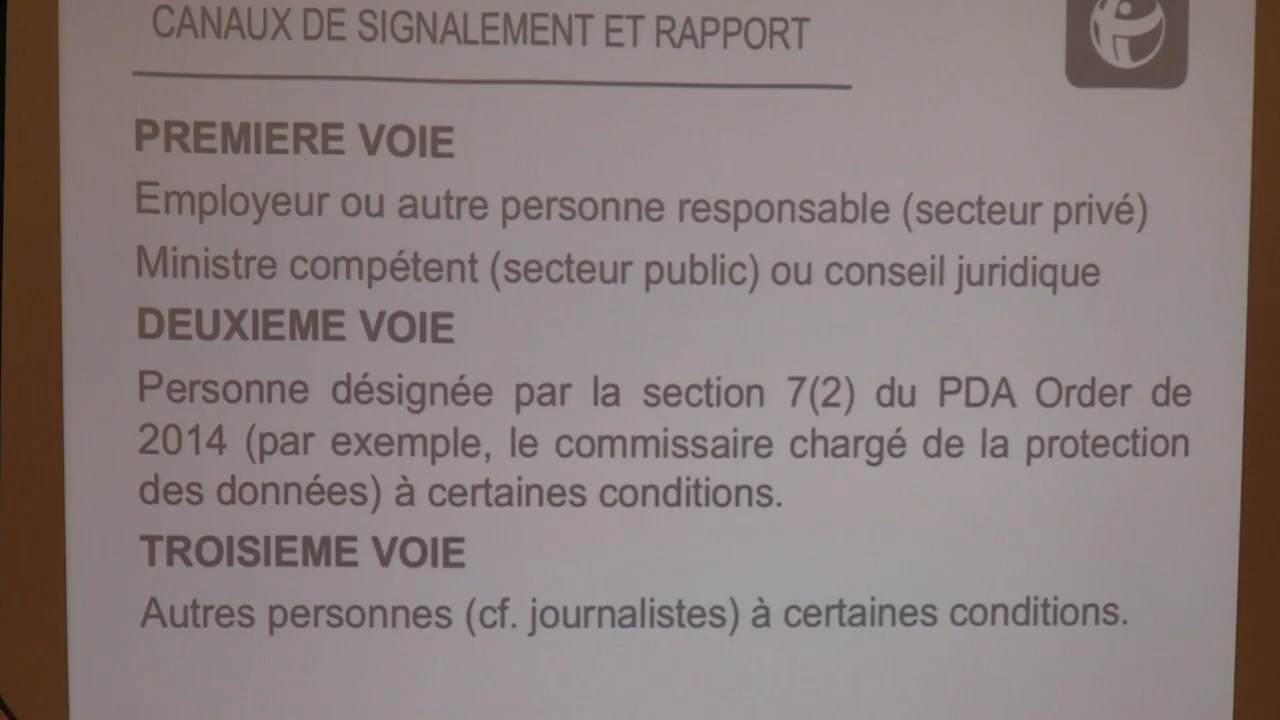 CANAUX DE SIGNALEMENT ET RAPPORT
PREMIERE VOIE
Employeur ou autre personne responsable (secteur privé)
Ministre compétent (secteur public) ou conseil juridique
DEUXIEME VOIE
Personne désignée par la section 7(2) du PDA Order de
2014 (par exemple, le commissaire chargé de la protection
des données) à certaines conditions.
TROISIEME VOIE
Autres personnes (cf. journalistes) à certaines conditions.